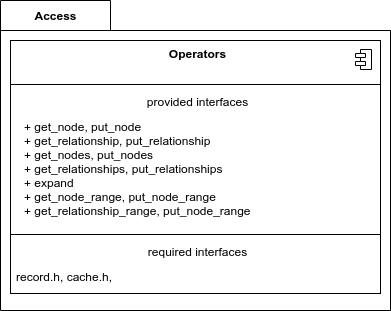 Access
Operators
provided interfaces
+ get_node, put_node
+ get_relationship, put_relationship
+ get_nodes, put_nodes
+ get_relationships, put_relationships
+ expand
+ get_node_range, put_node_range
+ get_relationship_range, put_node_range
required interfaces
record.h, cache.h,